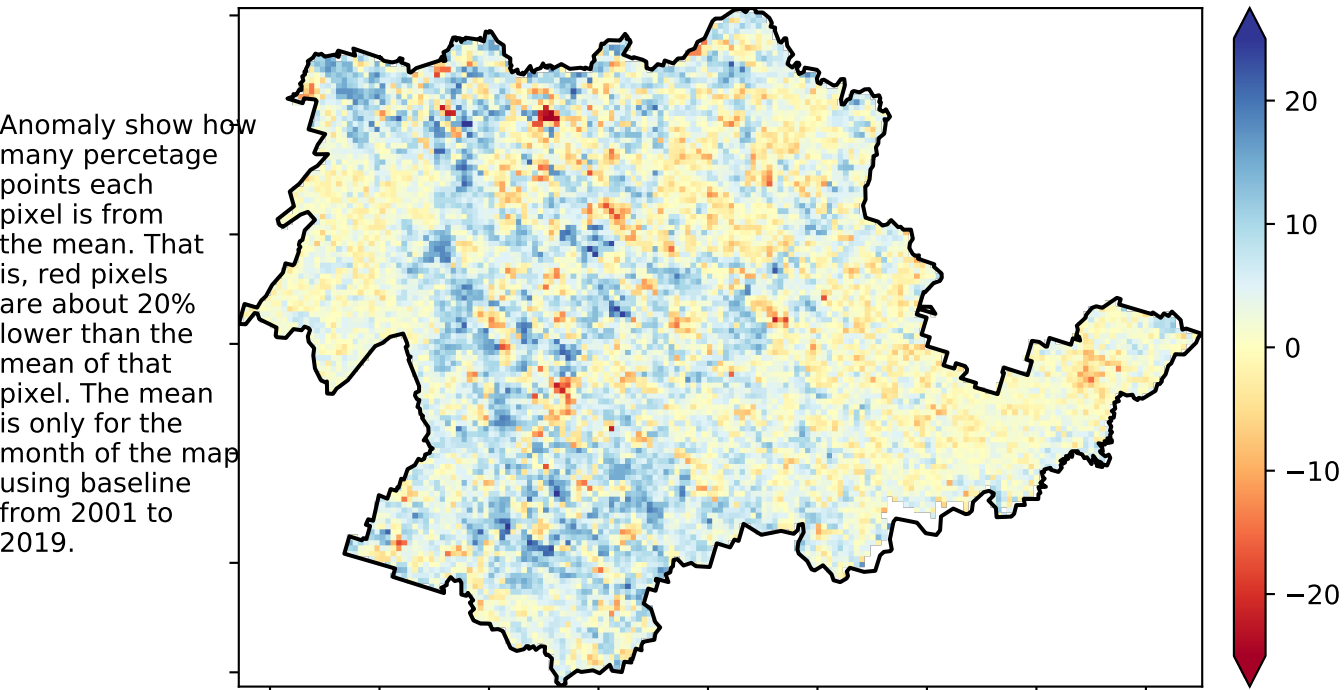 Anomaly show how
many percetage
points each
pixel is from
the mean. That
is, red pixels
are about 20%
lower than the
mean of that
pixel. The mean
is only for the
month of the map
using baseline
from 2001 to
2019.
20
10
0
−10
−20